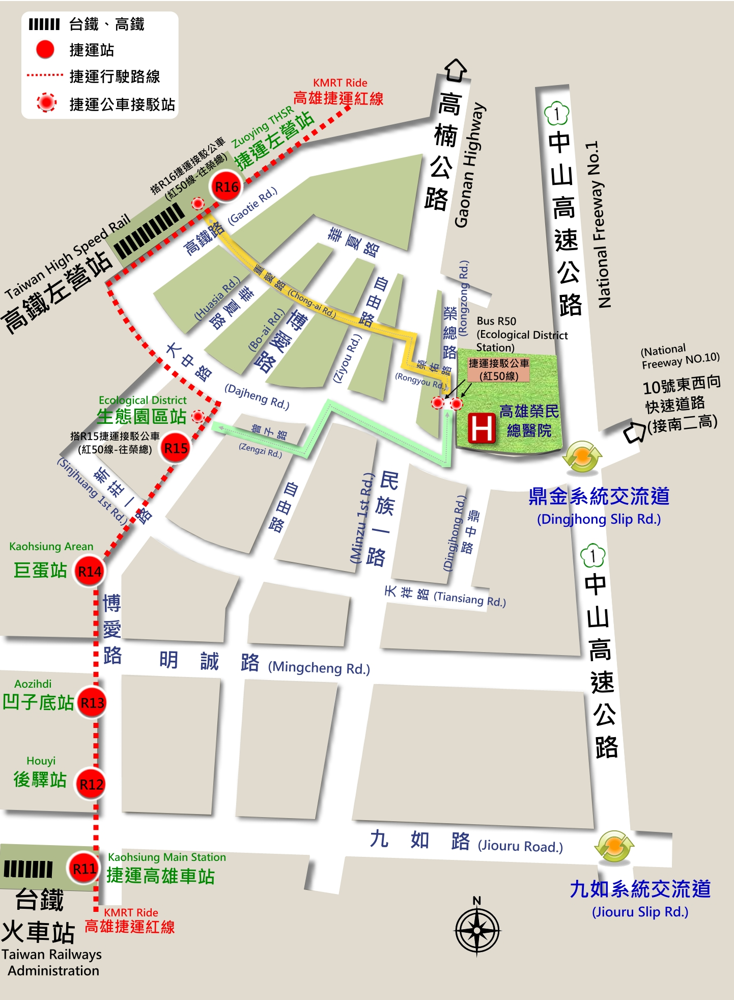 台鐵、高鐵
捷運站
捷運行駛路線
捷運公車接駁站
KMRT Ride
高雄捷運紅線
Zuoying THSR
捷運左營站
搭R16捷運接駁公車
(紅50線-往榮總)
R16
Taiwan High Speed Rail
高鐵左營站
高鐵路
(Gaotie Rd.)
高楠公路
Gaonan Highway
1
中山高速公路
National Freeway No.1
華夏路
重愛路
(Chong-ai Rd.)
(Huasia Rd.)
華夏路
(Bo-ai Rd.)
博愛路
自由路
(Ziyou Rd.)
榮總路
(Rongzong Rd.)
Bus R50
(Ecological District
Station)
捷運接駁公車
(紅50線)
榮佑路
(Rongyou Rd.)
高雄榮民
總醫院
H
(National
Freeway NO.10)
10號東西向
快速道路
(接南二高)
大中路
(Dajheng Rd.)
Ecological District
生態園區站
搭R15捷運接駁公車
(紅50線-往榮總)
R15
曾子路
(Zengzi Rd.)
新莊一路
(Sinjhuang 1st Rd.)
自由路
民族一路
(Minzu 1st Rd.)
鼎中路
(Dingjhong Rd.)
鼎金系統交流道
(Dingjhong Slip Rd.)
1
中山高速公路
Kaohsiung Arean
巨蛋站
R14
天祥路 (Tiansiang Rd.)
博愛路
明誠路 (Mingcheng Rd.)
Aozihdi
凹子底站
R13
Houyi
後驛站
R12
九如路 (Jiouru Road.)
R11
Kaohsiung Main Station
捷運高雄車站
台鐵
火車站
Taiwan Railways
Administration
KMRT Ride
高雄捷運紅線
九如系統交流道
(Jiouru Slip Rd.)
N